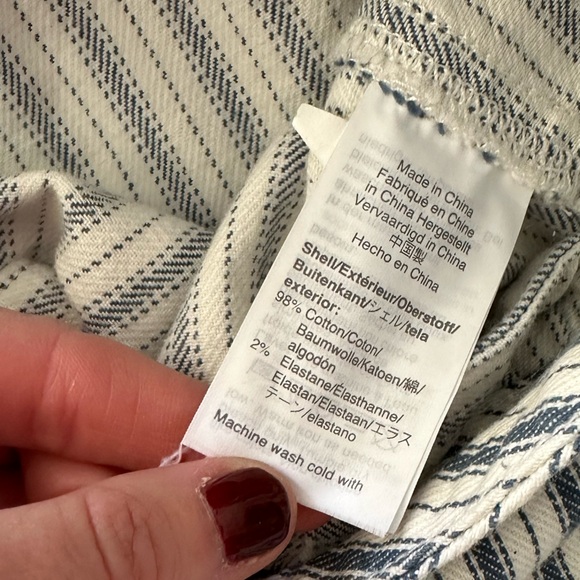 Made in China
Fabriqué en Chine
in China Hergestellt
Vervaardigd in China
中国製
Hecho en China
Shell/Extérieur/Oberstoff/
Buitenkant/シェル/tela
exterior:
98% Cotton/Coton/
Baumwolle/Katoen/綿/
algodón
2% Elastane/Élasthanne/
Elastan/Elastaan/エラス
テーン/elastano
Machine wash cold with